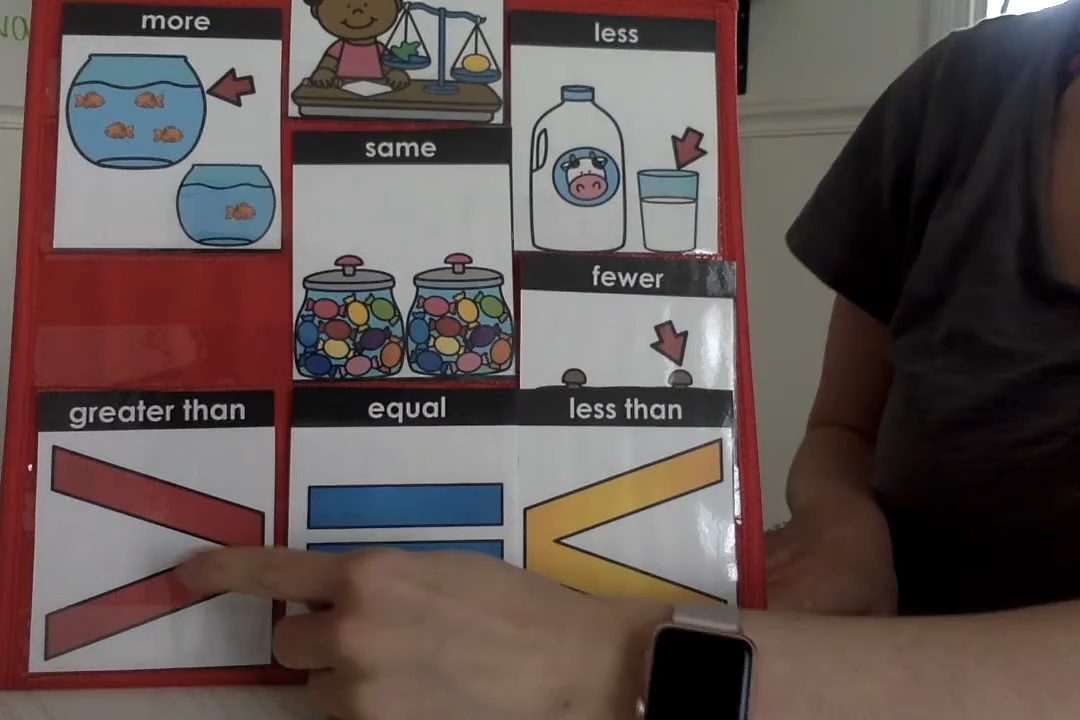 more
less
same
fewer
greater than
equal
less than